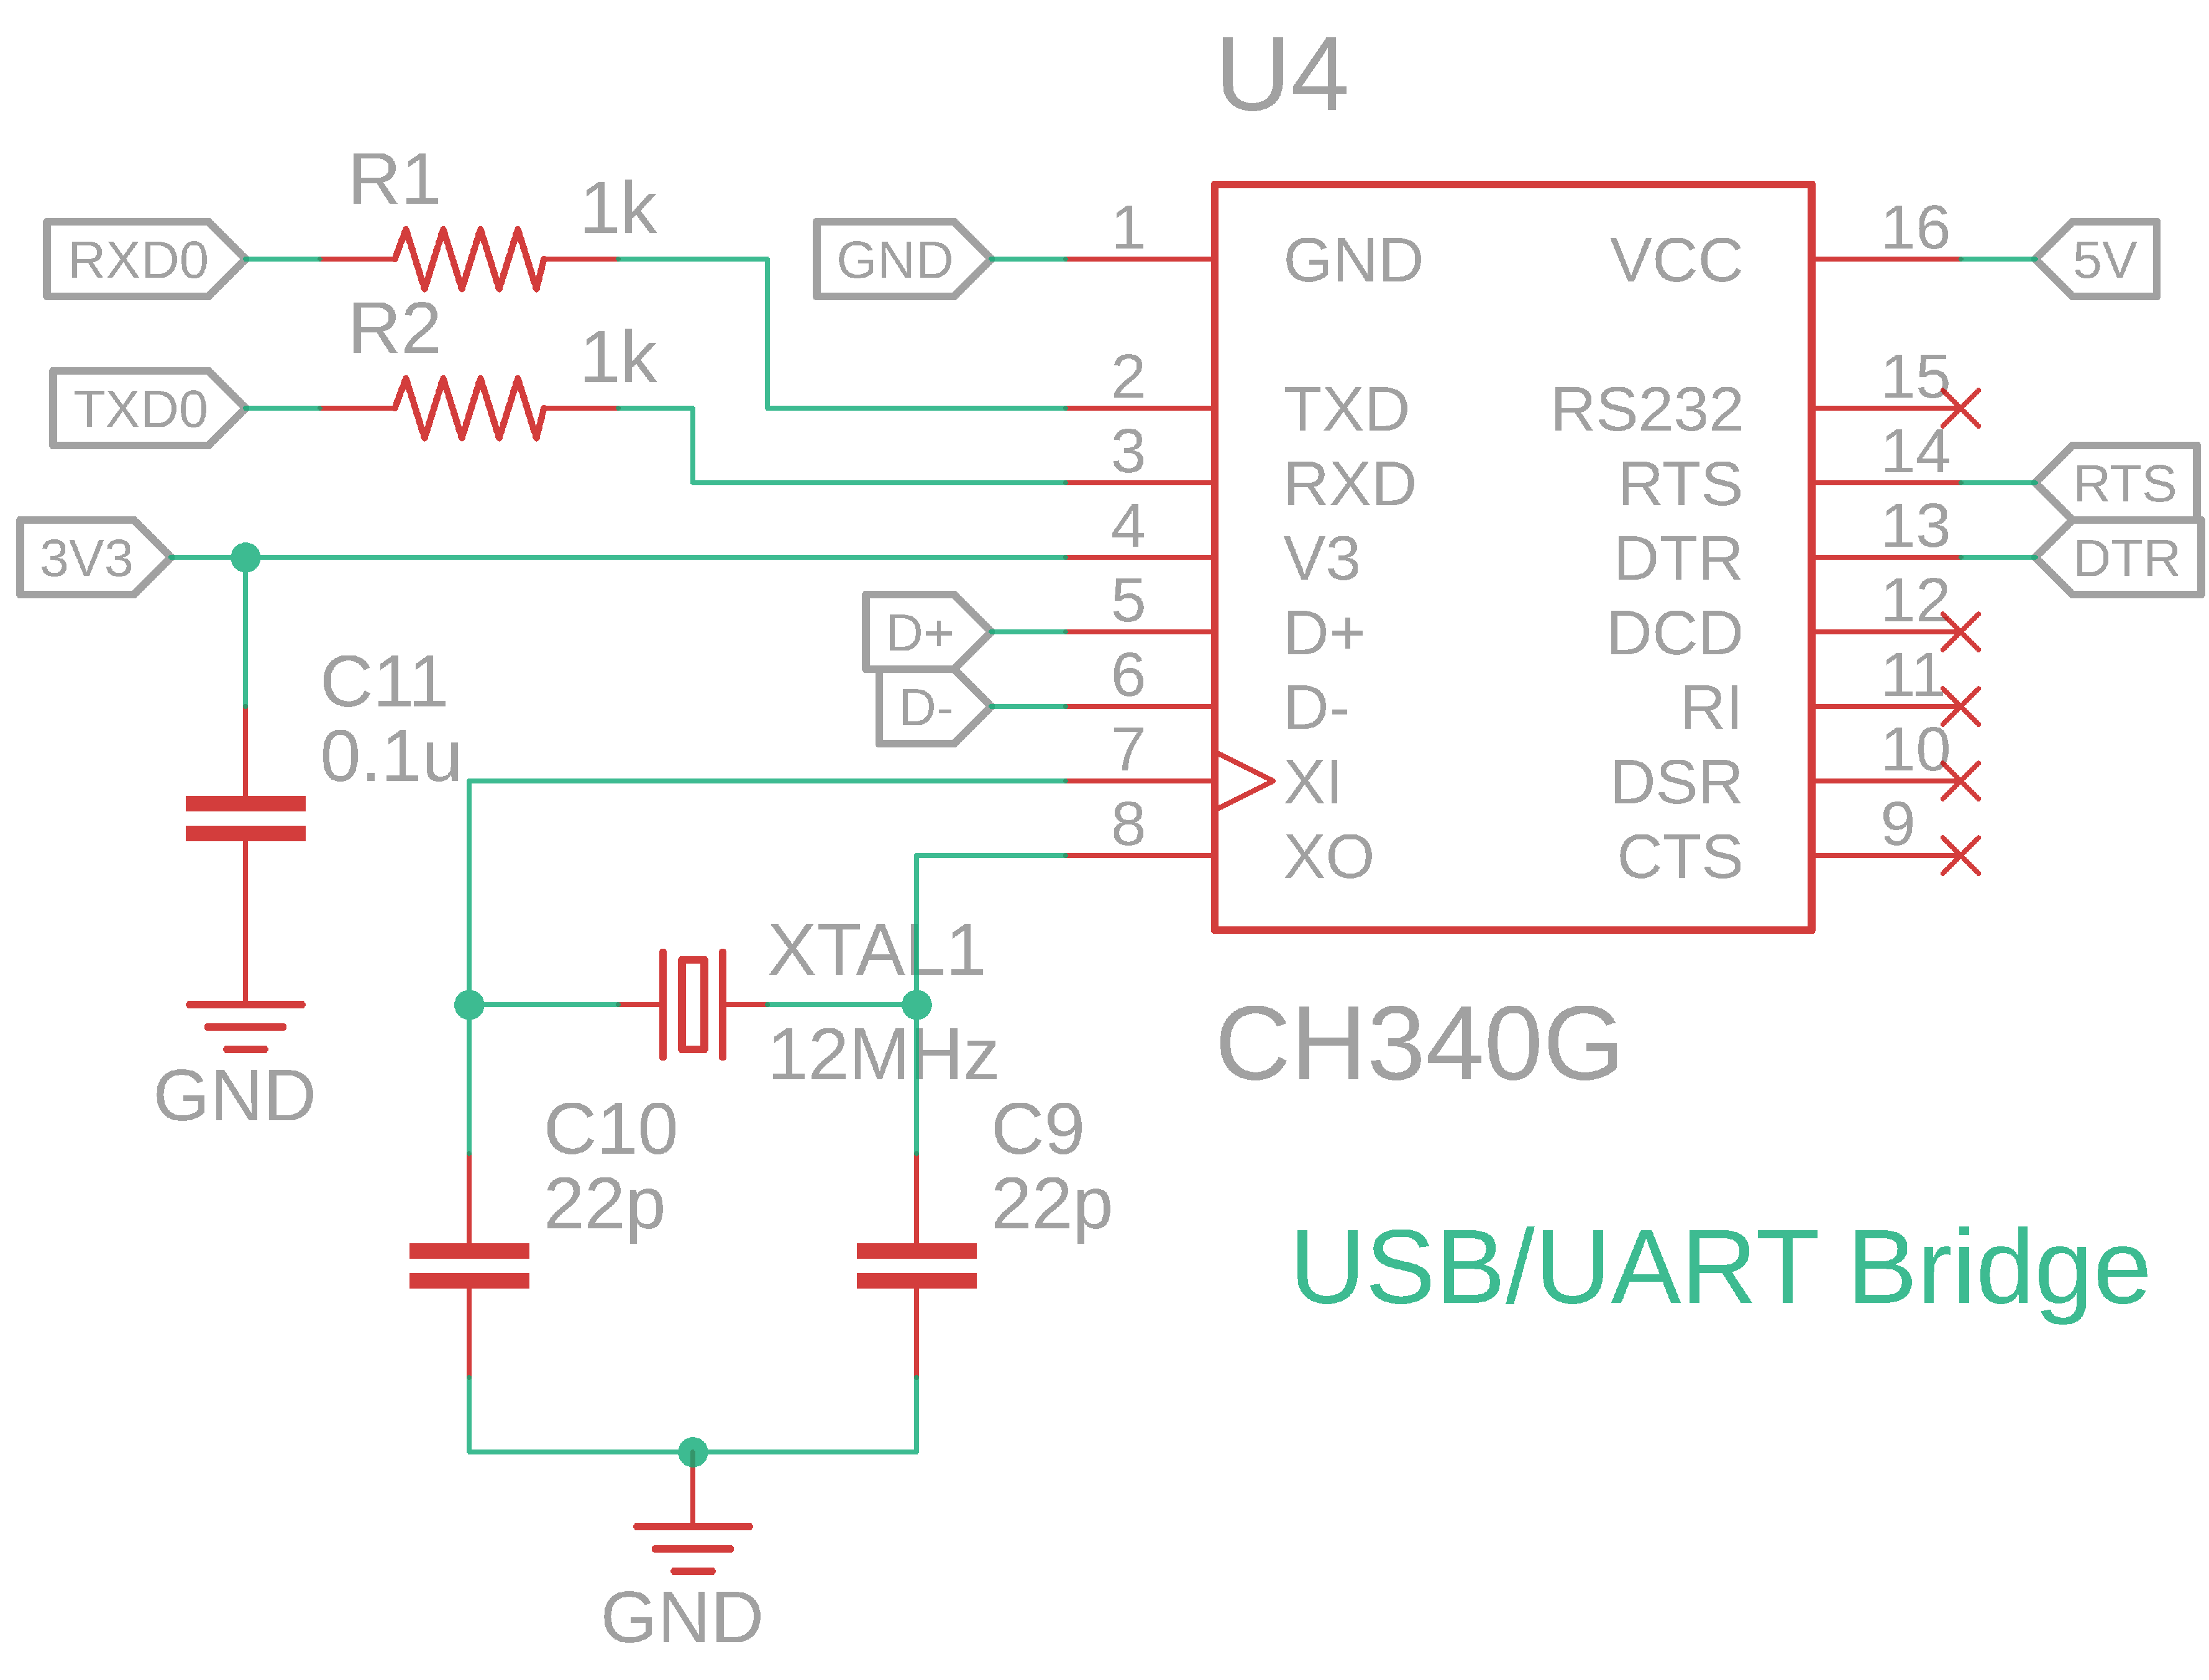 U4
R1
1k
RXD0
GND
1
GND
VCC
16
5V
R2
1k
TXD0
2
TXD
RS232
15
3
RXD
RTS
14
RTS
3V3
4
V3
DTR
13
DTR
D+
5
D+
DCD
12
C11
0.1u
D-
6
D-
RI
11
7
XI
DSR
10
8
XO
CTS
9
XTAL1
12MHz
CH340G
GND
C10
22p
C9
22p
USB/UART Bridge
GND